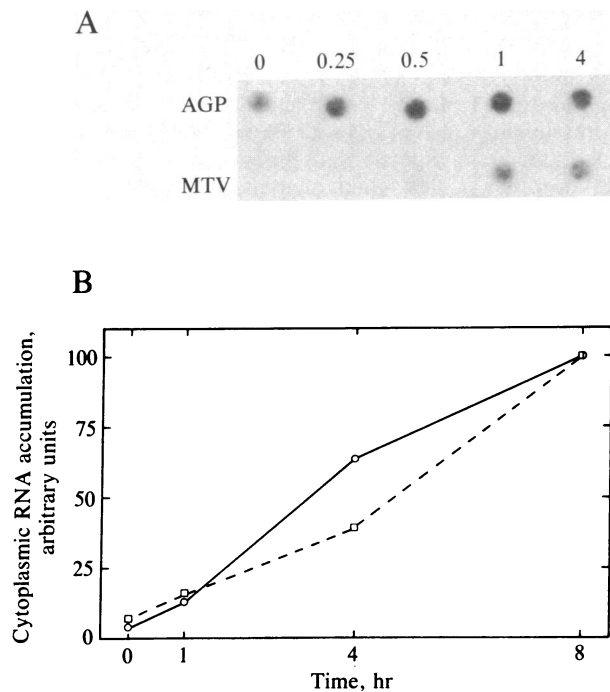 A
0 0.25 0.5 1 4
AGP
MTV
B
Cytoplasmic RNA accumulation,
arbitrary units
100
75
50
25
0
0 1 4 8
Time, hr